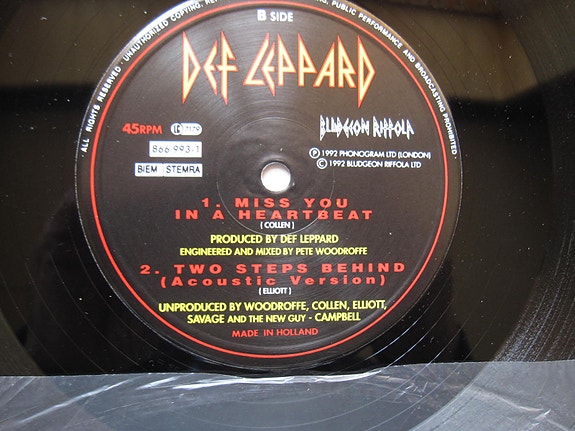 ALL RIGHTS RESERVED · UNAUTHORIZED COPYING, PUBLIC PERFORMANCE AND BROADCASTING PROHIBITED ·
B SIDE
DEF LEPPARD
45RPM
BLUDGEON RIFFOLA
866 993-1
BIEM STEMRA
℗ 1992 PHONOGRAM LTD (LONDON)
© 1992 BLUDGEON RIFFOLA LTD
1. MISS YOU
IN A HEARTBEAT
(COLLEN)
PRODUCED BY DEF LEPPARD
ENGINEERED AND MIXED BY PETE WOODROFFE
2. TWO STEPS BEHIND
(Acoustic Version)
(ELLIOTT)
UNPRODUCED BY WOODROFFE, COLLEN, ELLIOTT,
SAVAGE AND THE NEW GUY - CAMPBELL
MADE IN HOLLAND